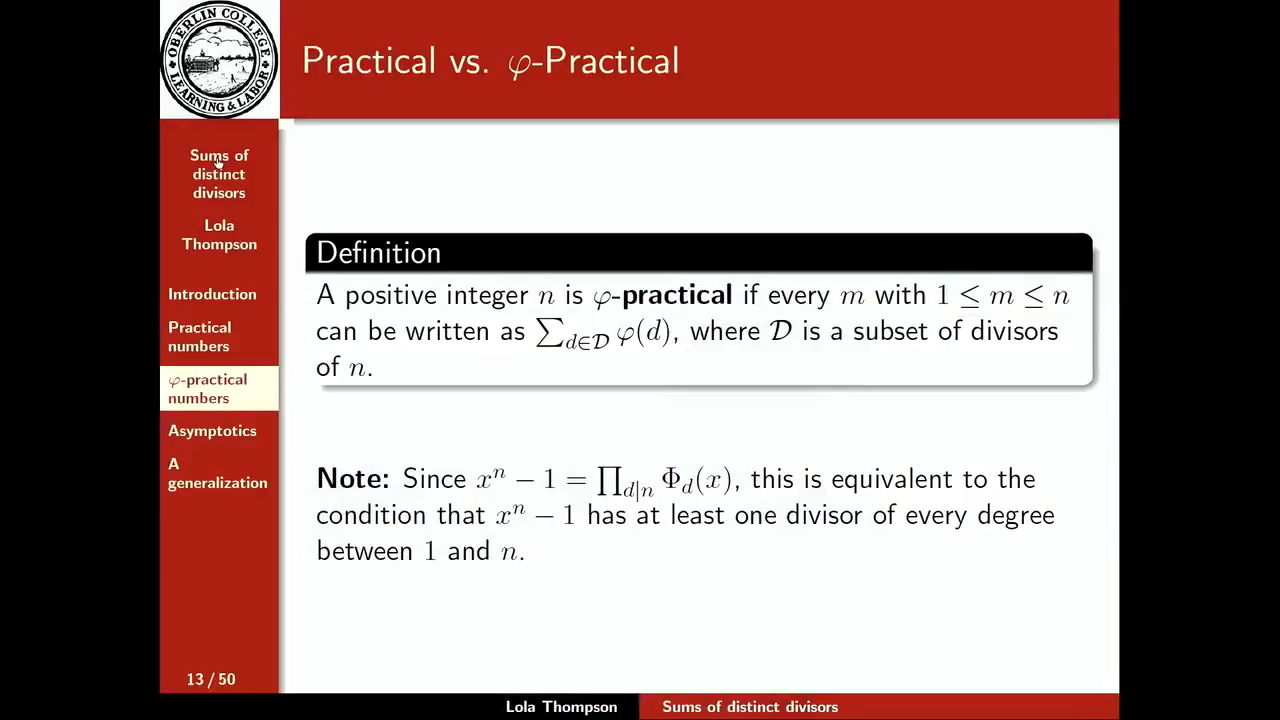 OBERLIN COLLEGE
LEARNING & LABOR
Practical vs. φ-Practical
Sums of
distinct
divisors
Lola
Thompson
Introduction
Practical
numbers
φ-practical
numbers
Asymptotics
A
generalization
13 / 50
Definition
A positive integer n is φ-practical if every m with 1 ≤ m ≤ n
can be written as ∑_{d∈𝒟} φ(d), where 𝒟 is a subset of divisors
of n.
Note: Since xⁿ − 1 = ∏_{d|n} Φ_d(x), this is equivalent to the
condition that xⁿ − 1 has at least one divisor of every degree
between 1 and n.
Lola Thompson
Sums of distinct divisors